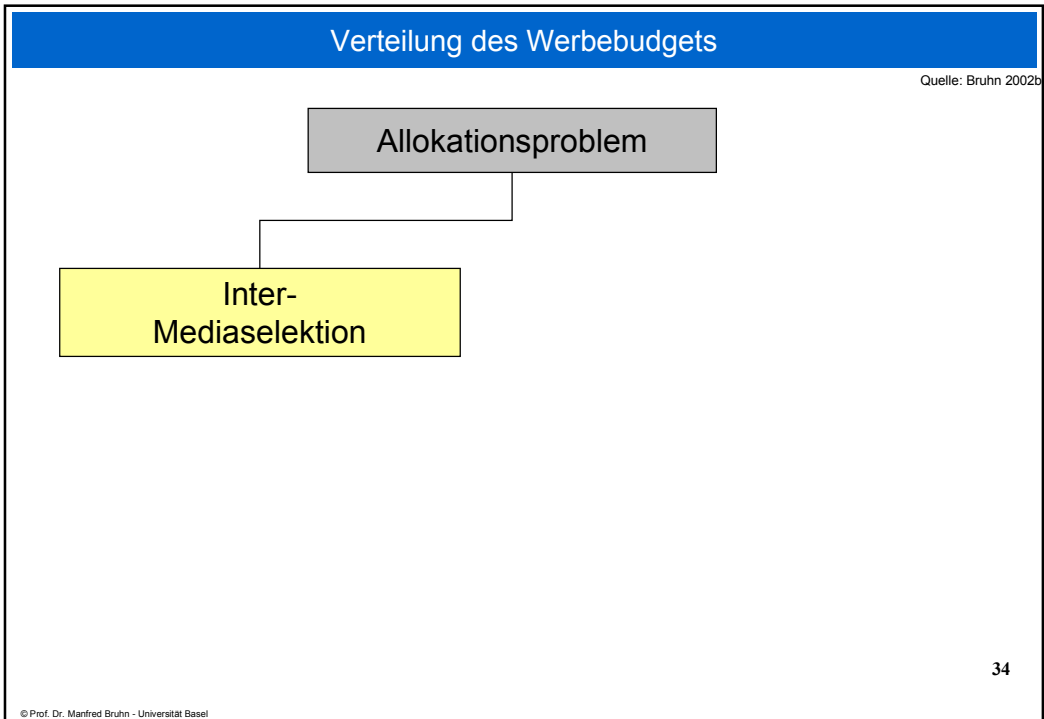 Verteilung des Werbebudgets
Quelle: Bruhn 2002b
Allokationsproblem
Inter-
Mediaselektion
34
© Prof. Dr. Manfred Bruhn - Universität Basel